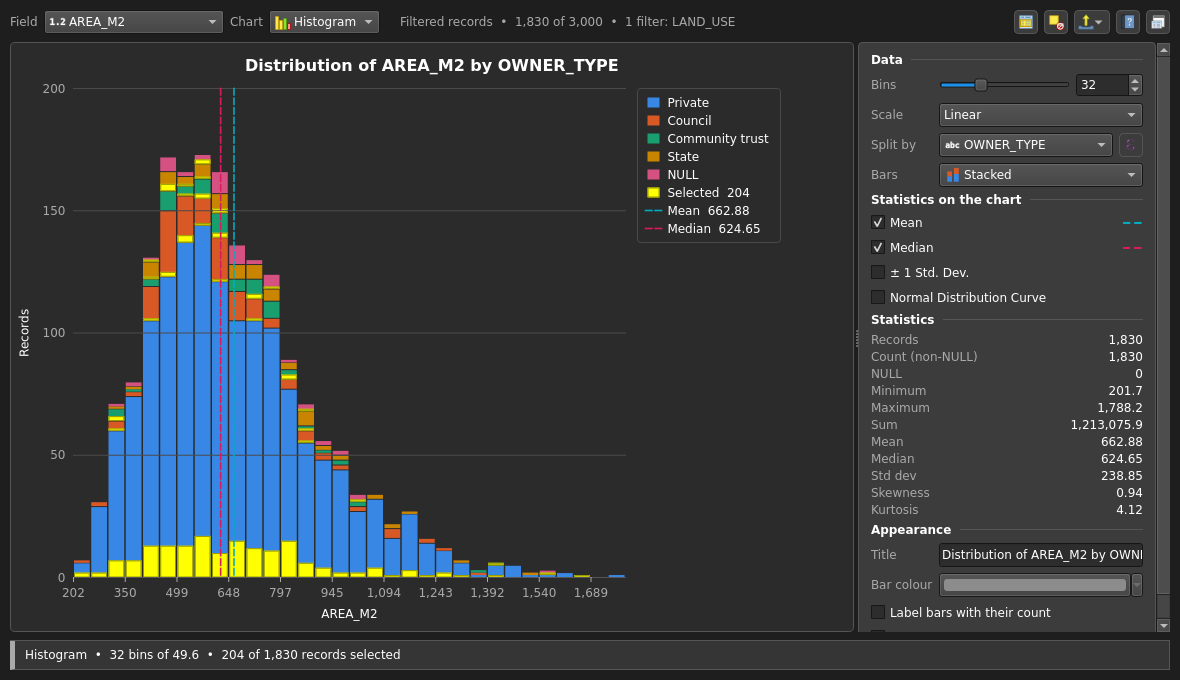 Field 1.2 AREA_M2 Chart Histogram Filtered records • 1,830 of 3,000 • 1 filter: LAND_USE
Distribution of AREA_M2 by OWNER_TYPE
200
150
100
50
0
Records
202 350 499 648 797 945 1,094 1,243 1,392 1,540 1,689
AREA_M2
Private
Council
Community trust
State
NULL
Selected 204
Mean 662.88
Median 624.65
Data
Bins 32
Scale Linear
Split by abc OWNER_TYPE
Bars Stacked
Statistics on the chart
Mean
Median
± 1 Std. Dev.
Normal Distribution Curve
Statistics
Records 1,830
Count (non-NULL) 1,830
NULL 0
Minimum 201.7
Maximum 1,788.2
Sum 1,213,075.9
Mean 662.88
Median 624.65
Std dev 238.85
Skewness 0.94
Kurtosis 4.12
Appearance
Title Distribution of AREA_M2 by OWNI
Bar colour
Label bars with their count
Histogram • 32 bins of 49.6 • 204 of 1,830 records selected